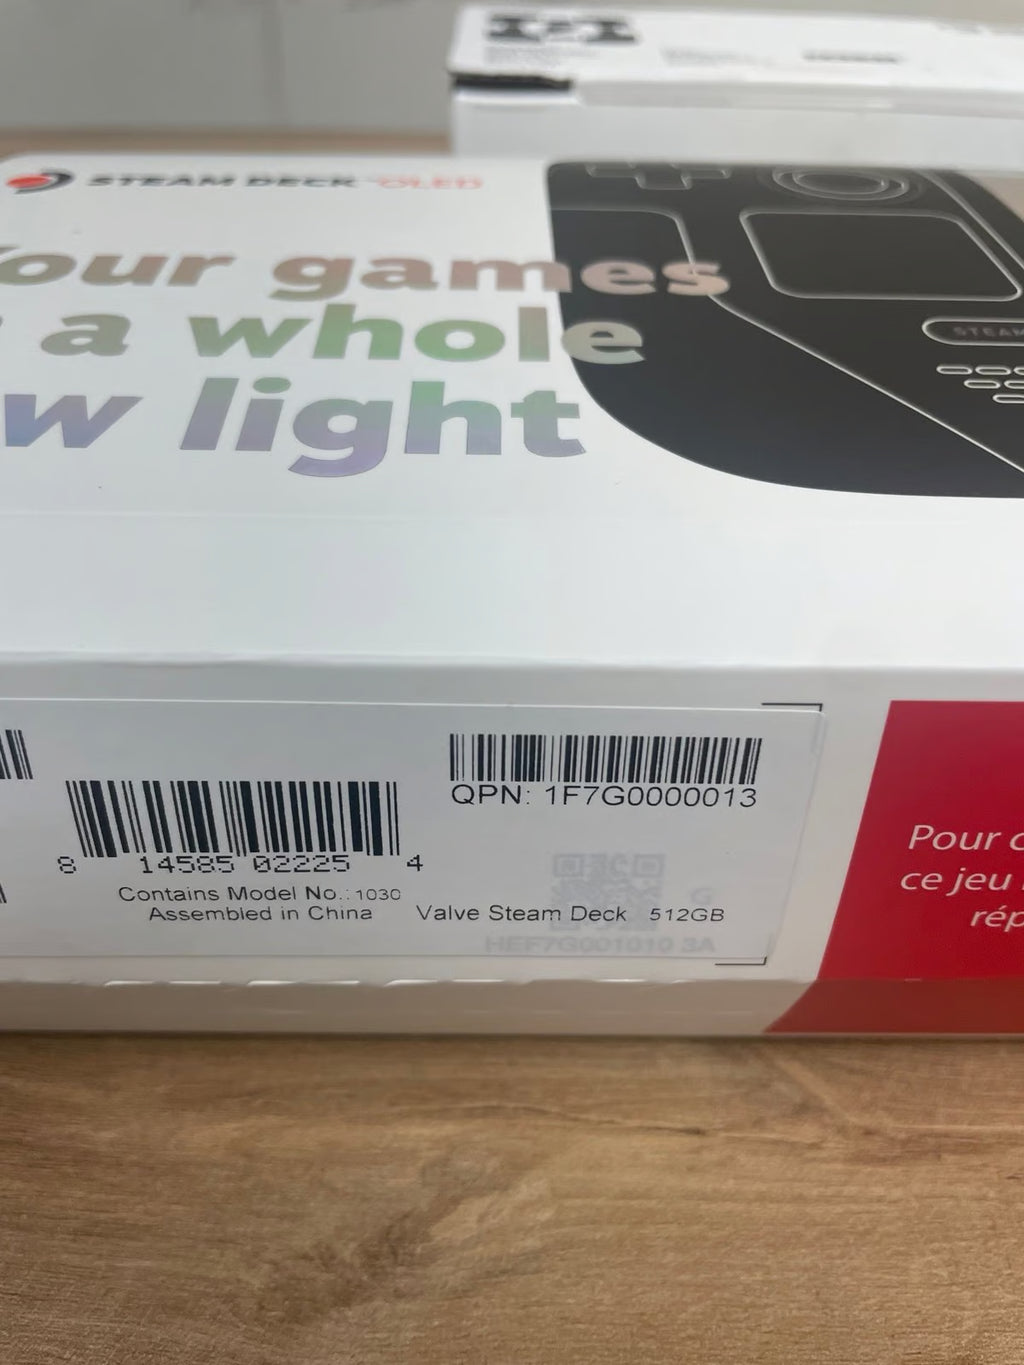 STEAM DECK OLED
our games
a whole
w light
STEAM
QPN: 1F7G0000013
8 14585 02225 4
Contains Model No.: 1030
Assembled in China
Valve Steam Deck 512GB
G
HEF7G001010 3A
Pour
ce jeu
rép